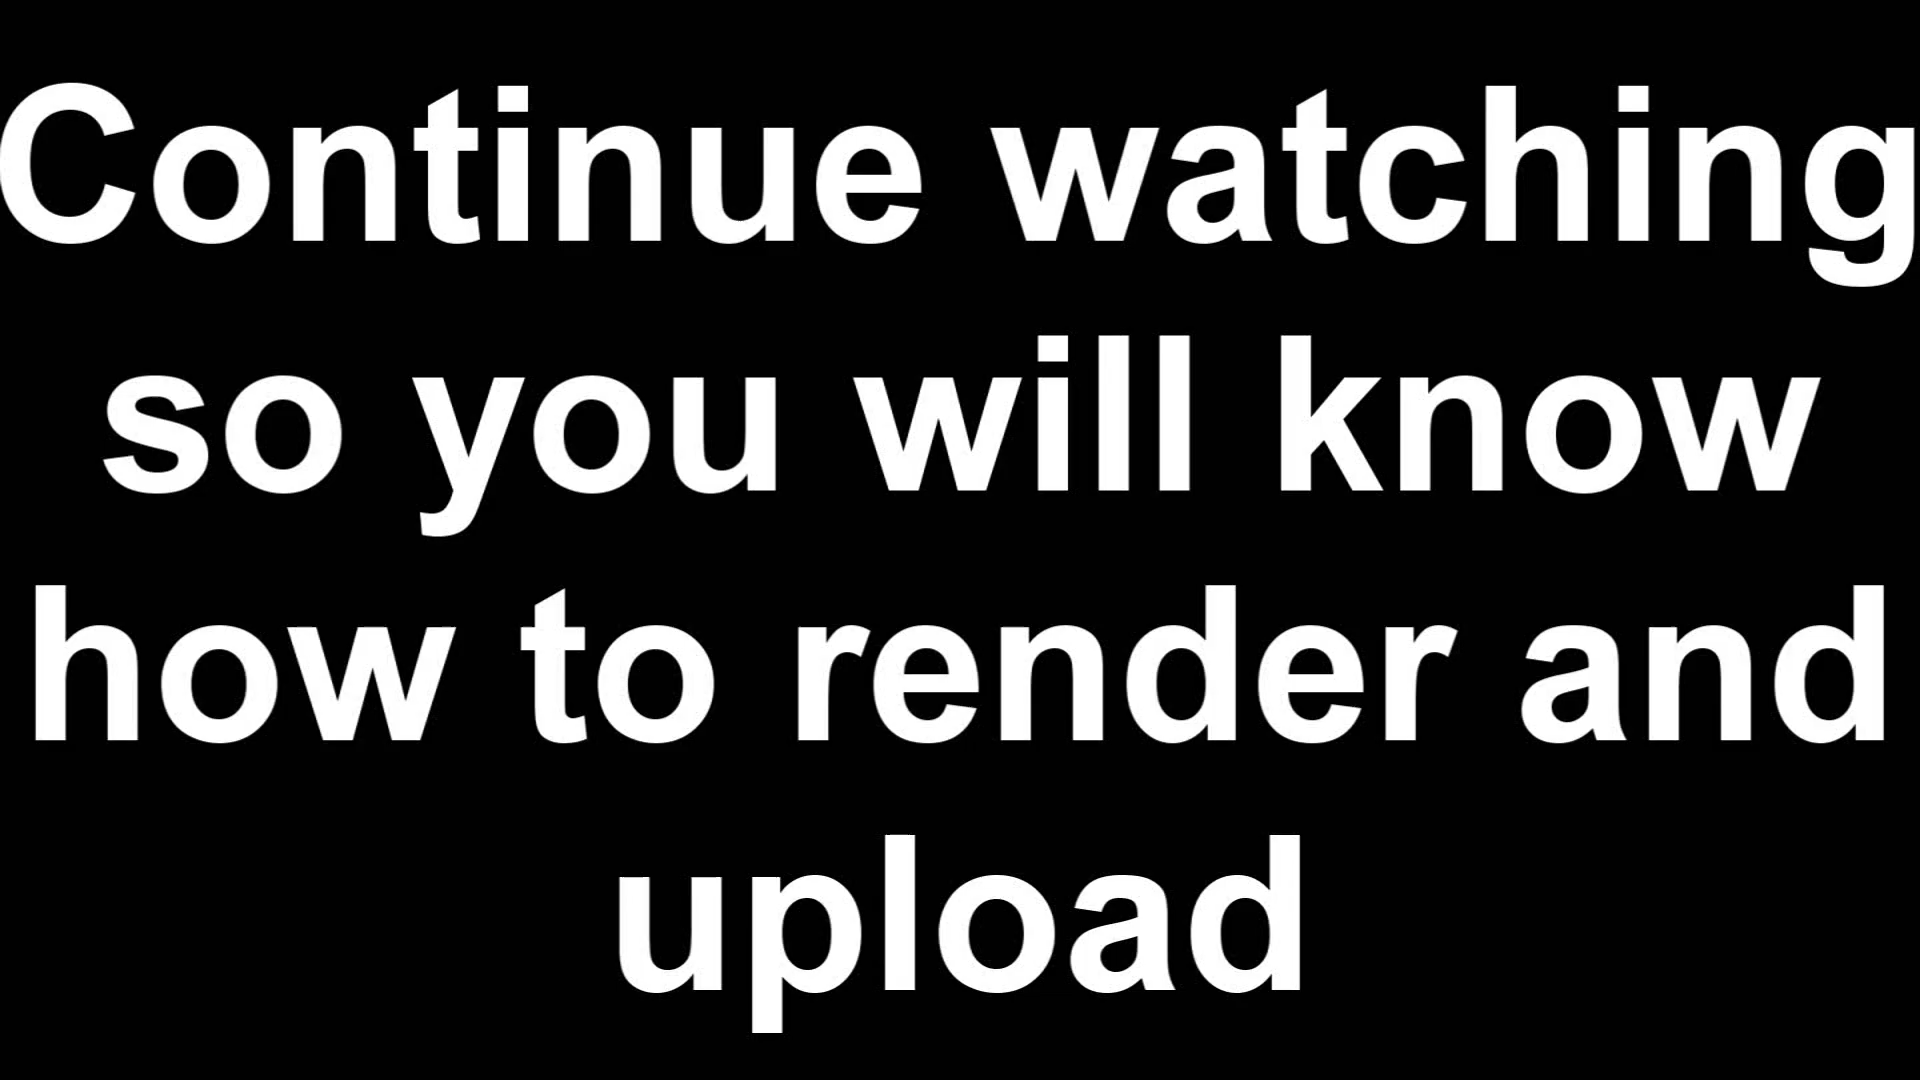 Continue watching
so you will know
how to render and
upload